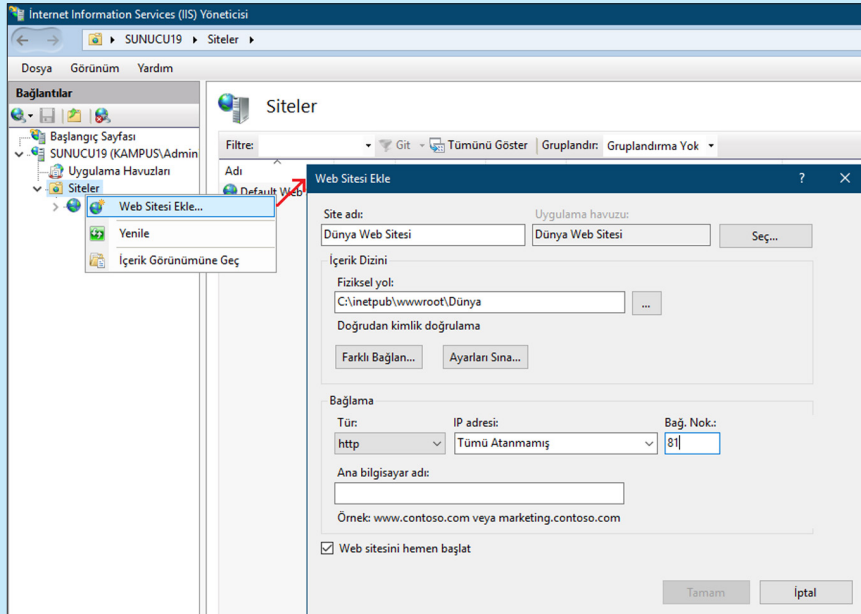 İnternet Information Services (IIS) Yöneticisi
SUNUCU19 Siteler
Dosya Görünüm Yardım
Bağlantılar
Başlangıç Sayfası
SUNUCU19 (KAMPUS\Admin
Uygulama Havuzları
Siteler
Web Sitesi Ekle...
Yenile
İçerik Görünümüne Geç
Siteler
Filtre: Git Tümünü Göster Gruplandır: Gruplandırma Yok
Adı
Default Web
Web Sitesi Ekle ? X
Site adı: Uygulama havuzu:
Dünya Web Sitesi Dünya Web Sitesi Seç...
İçerik Dizini
Fiziksel yol:
C:\inetpub\wwwroot\Dünya ...
Doğrudan kimlik doğrulama
Farklı Bağlan... Ayarları Sına...
Bağlama
Tür: IP adresi: Bağ. Nok.:
http Tümü Atanmamış 81
Ana bilgisayar adı:
Örnek: www.contoso.com veya marketing.contoso.com
Web sitesini hemen başlat
Tamam İptal